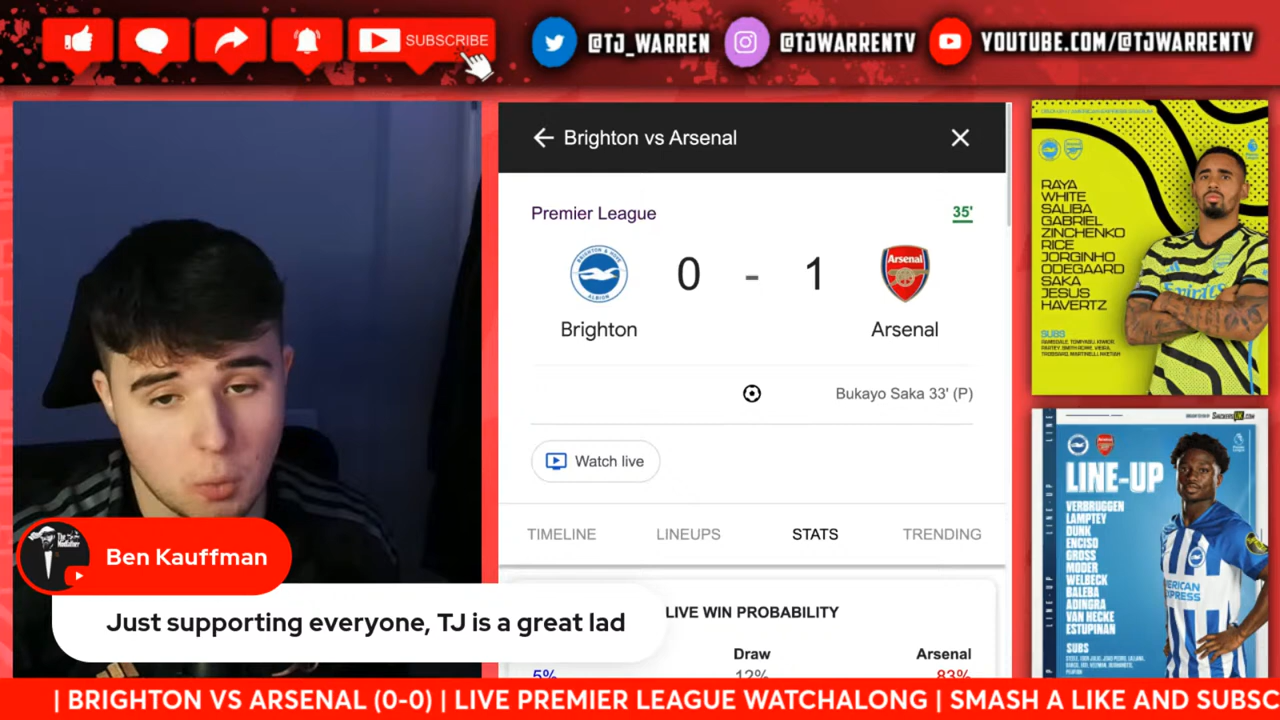 SUBSCRIBE
@TJ_WARREN
@TJWARRENTV
YOUTUBE.COM/@TJWARRENTV
Brighton vs Arsenal
Premier League
35'
0 - 1
Arsenal
Brighton
Arsenal
Bukayo Saka 33' (P)
Watch live
TIMELINE
LINEUPS
STATS
TRENDING
LIVE WIN PROBABILITY
Draw
Arsenal
5%
12%
83%
RAYA
WHITE
SALIBA
GABRIEL
ZINCHENKO
RICE
JORGINHO
ODEGAARD
SAKA
JESUS
HAVERTZ
SUBS
LINE-UP
VERBRUGGEN
LAMPTEY
DUNK
ENCISO
GROSS
MODER
WELBECK
BALEBA
ADINGRA
VAN HECKE
ESTUPINAN
SUBS
Ben Kauffman
Just supporting everyone, TJ is a great lad
| BRIGHTON VS ARSENAL (0-0) | LIVE PREMIER LEAGUE WATCHALONG | SMASH A LIKE AND SUBSC